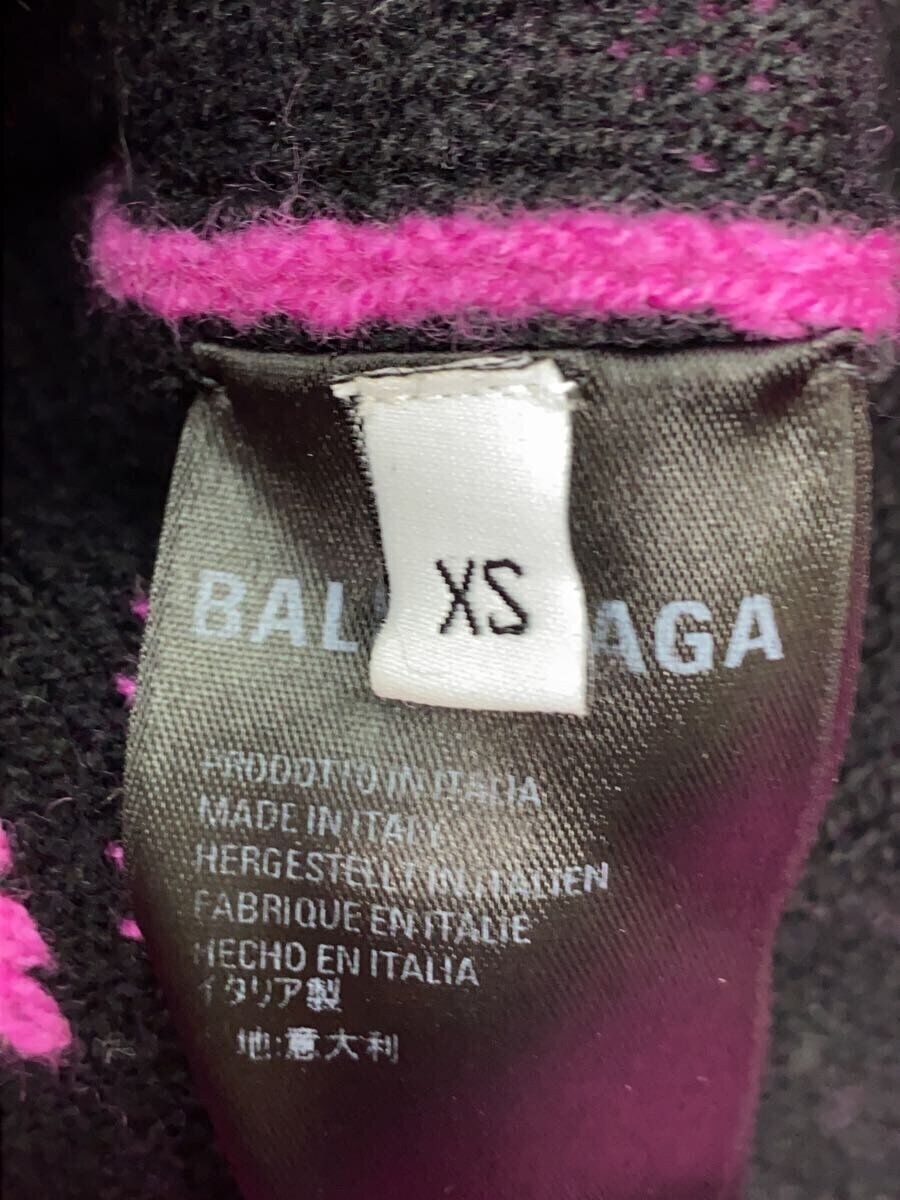 XS
BAL AGA
PRODOTTO IN ITALIA
MADE IN ITALY
HERGESTELLT IN ITALIEN
FABRIQUE EN ITALIE
HECHO EN ITALIA
イタリア製
地:意大利